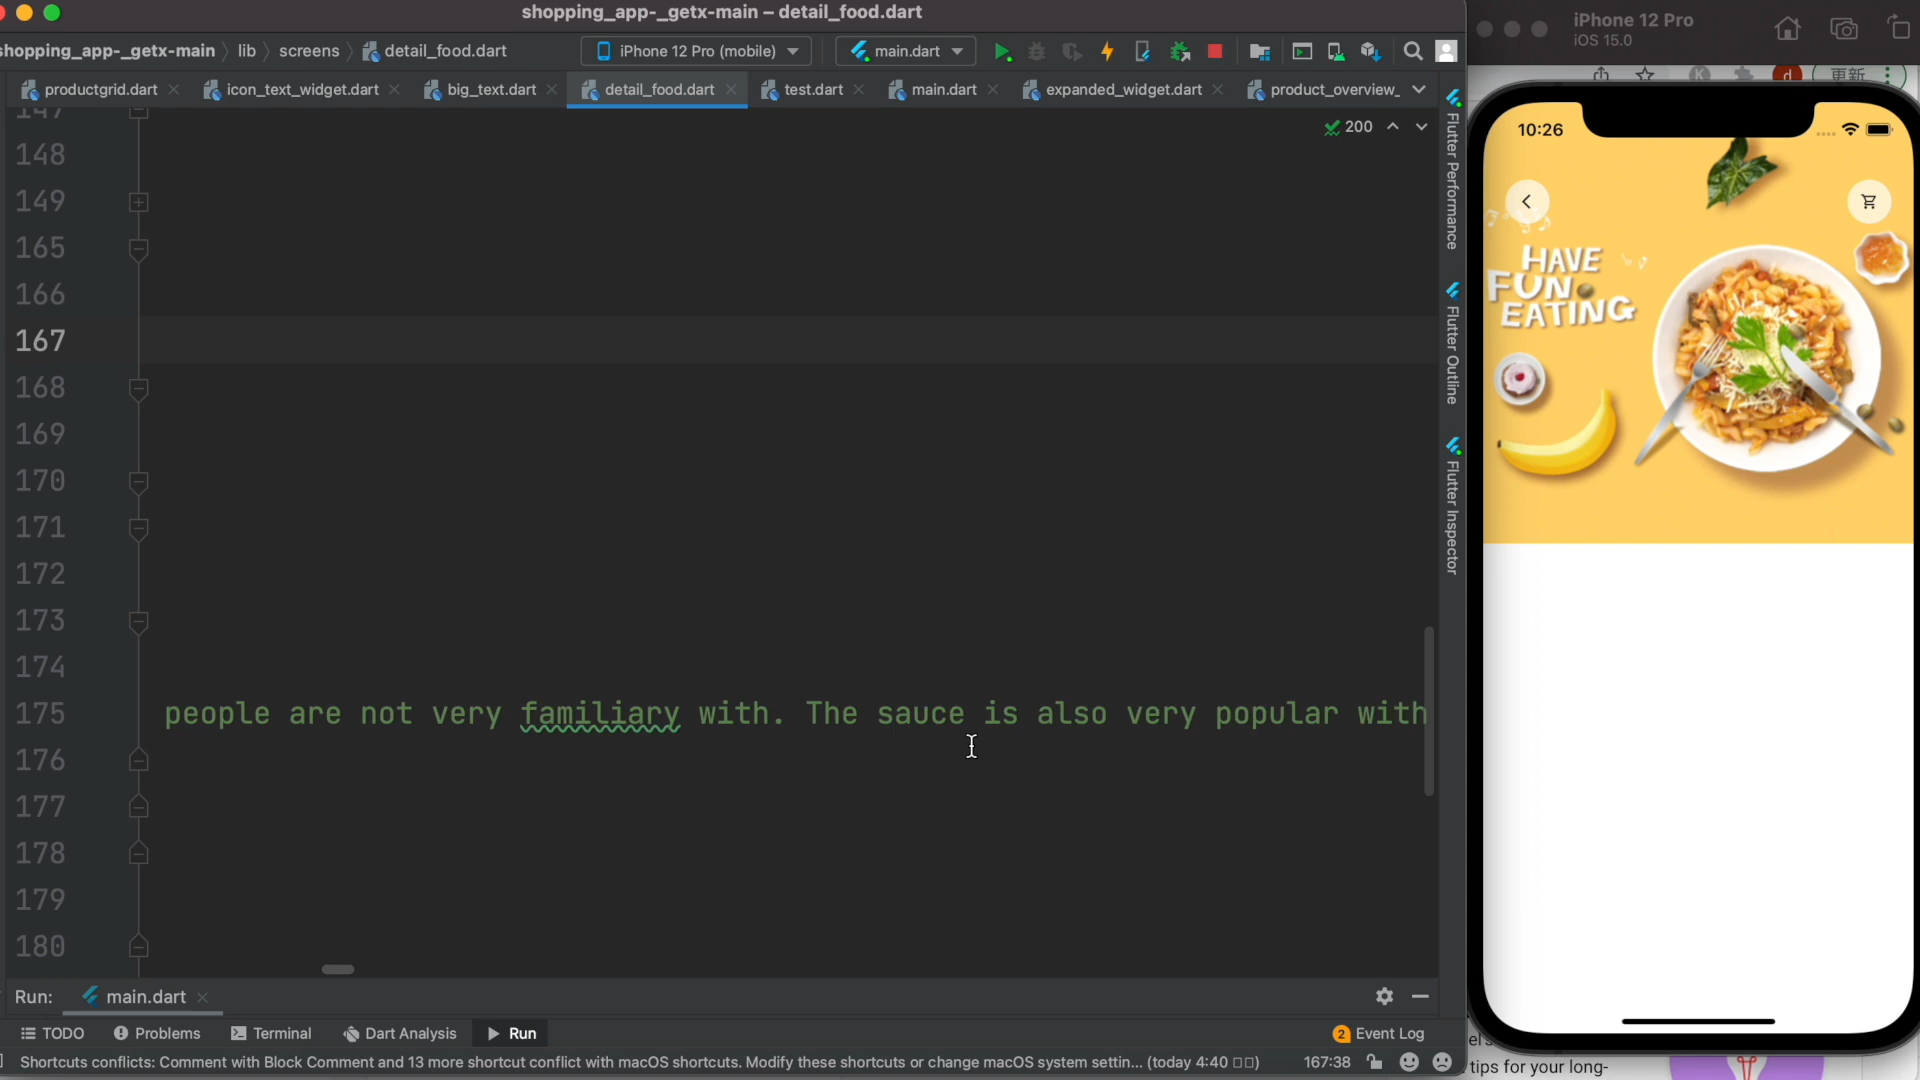 shopping_app-_getx-main – detail_food.dart
shopping_app-_getx-main
lib
screens
detail_food.dart
iPhone 12 Pro (mobile)
main.dart
productgrid.dart
icon_text_widget.dart
big_text.dart
detail_food.dart
test.dart
main.dart
expanded_widget.dart
product_overview_
200
147
148
149
165
166
167
168
169
170
171
172
173
174
175
people are not very familiary with. The sauce is also very popular with
176
177
178
179
180
Flutter Performance
Flutter Outline
Flutter Inspector
Run:
main.dart
TODO
Problems
Terminal
Dart Analysis
Run
2
Event Log
Shortcuts conflicts: Comment with Block Comment and 13 more shortcut conflict with macOS shortcuts. Modify these shortcuts or change macOS system settin... (today 4:40 
167:38
iPhone 12 Pro
iOS 15.0
K
d
更新
10:26
HAVE
FUN
EATING
tips for your long-